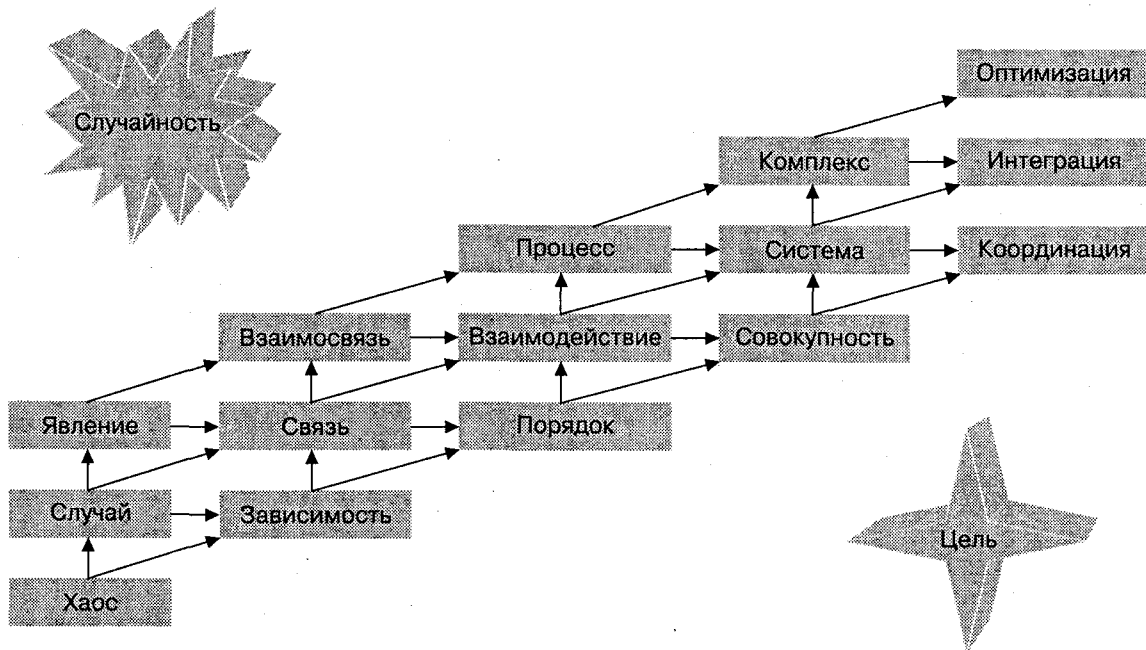 Оптимизация
Случайность
Комплекс
Интеграция
Процесс
Система
Координация
Взаимосвязь
Взаимодействие
Совокупность
Явление
Связь
Порядок
Случай
Зависимость
Цель
Хаос